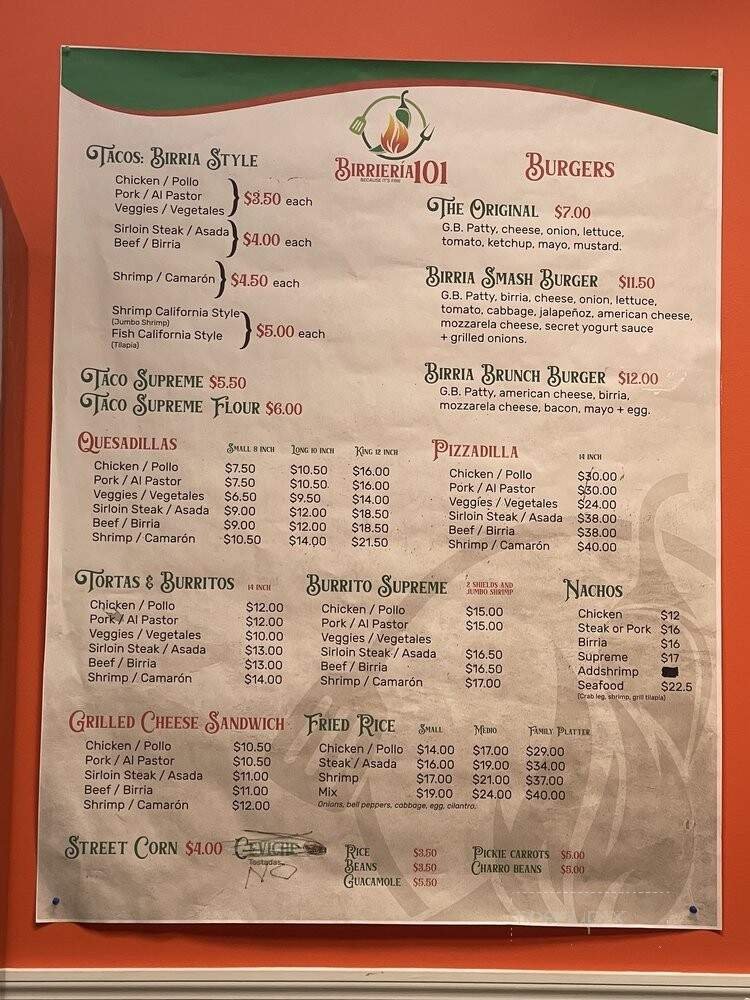 BIRRIERÍA101
BECAUSE IT'S FIRE
TACOS: BIRRIA STYLE
Chicken / Pollo
Pork / Al Pastor
Veggies / Vegetales
$3.50 each
Sirloin Steak / Asada
Beef / Birria
$4.00 each
Shrimp / Camarón $4.50 each
Shrimp California Style
(Jumbo Shrimp)
Fish California Style
(Tilapia)
$5.00 each
TACO SUPREME $5.50
TACO SUPREME FLOUR $6.00
BURGERS
THE ORIGINAL $7.00
G.B. Patty, cheese, onion, lettuce,
tomato, ketchup, mayo, mustard.
BIRRIA SMASH BURGER $11.50
G.B. Patty, birria, cheese, onion, lettuce,
tomato, cabbage, jalapeñoz, american cheese,
mozzarela cheese, secret yogurt sauce
+ grilled onions.
BIRRIA BRUNCH BURGER $12.00
G.B. Patty, american cheese, birria,
mozzarela cheese, bacon, mayo + egg.
QUESADILLAS SMALL 8 INCH LONG 10 INCH KING 12 INCH
Chicken / Pollo $7.50 $10.50 $16.00
Pork / Al Pastor $7.50 $10.50 $16.00
Veggies / Vegetales $6.50 $9.50 $14.00
Sirloin Steak / Asada $9.00 $12.00 $18.50
Beef / Birria $9.00 $12.00 $18.50
Shrimp / Camarón $10.50 $14.00 $21.50
PIZZADILLA 14 INCH
Chicken / Pollo $30.00
Pork / Al Pastor $30.00
Veggies / Vegetales $24.00
Sirloin Steak / Asada $38.00
Beef / Birria $38.00
Shrimp / Camarón $40.00
TORTAS & BURRITOS 14 INCH
Chicken / Pollo $12.00
Pork / Al Pastor $12.00
Veggies / Vegetales $10.00
Sirloin Steak / Asada $13.00
Beef / Birria $13.00
Shrimp / Camarón $14.00
BURRITO SUPREME 2 SHIELDS AND
JUMBO SHRIMP
Chicken / Pollo $15.00
Pork / Al Pastor $15.00
Veggies / Vegetales
Sirloin Steak / Asada $16.50
Beef / Birria $16.50
Shrimp / Camarón $17.00
NACHOS
Chicken $12
Steak or Pork $16
Birria $16
Supreme $17
Addshrimp
Seafood $22.5
(Crab leg, shrimp, grill tilapia)
GRILLED CHEESE SANDWICH
Chicken / Pollo $10.50
Pork / Al Pastor $10.50
Sirloin Steak / Asada $11.00
Beef / Birria $11.00
Shrimp / Camarón $12.00
FRIED RICE SMALL MEDIO FAMILY PLATTER
Chicken / Pollo $14.00 $17.00 $29.00
Steak / Asada $16.00 $19.00 $34.00
Shrimp $17.00 $21.00 $37.00
Mix $19.00 $24.00 $40.00
Onions, bell peppers, cabbage, egg, cilantro.
STREET CORN $4.00
CEVICHE
Tostadas
NO
RICE $3.50
BEANS $3.50
GUACAMOLE $5.50
PICKIE CARROTS $5.00
CHARRO BEANS $5.00